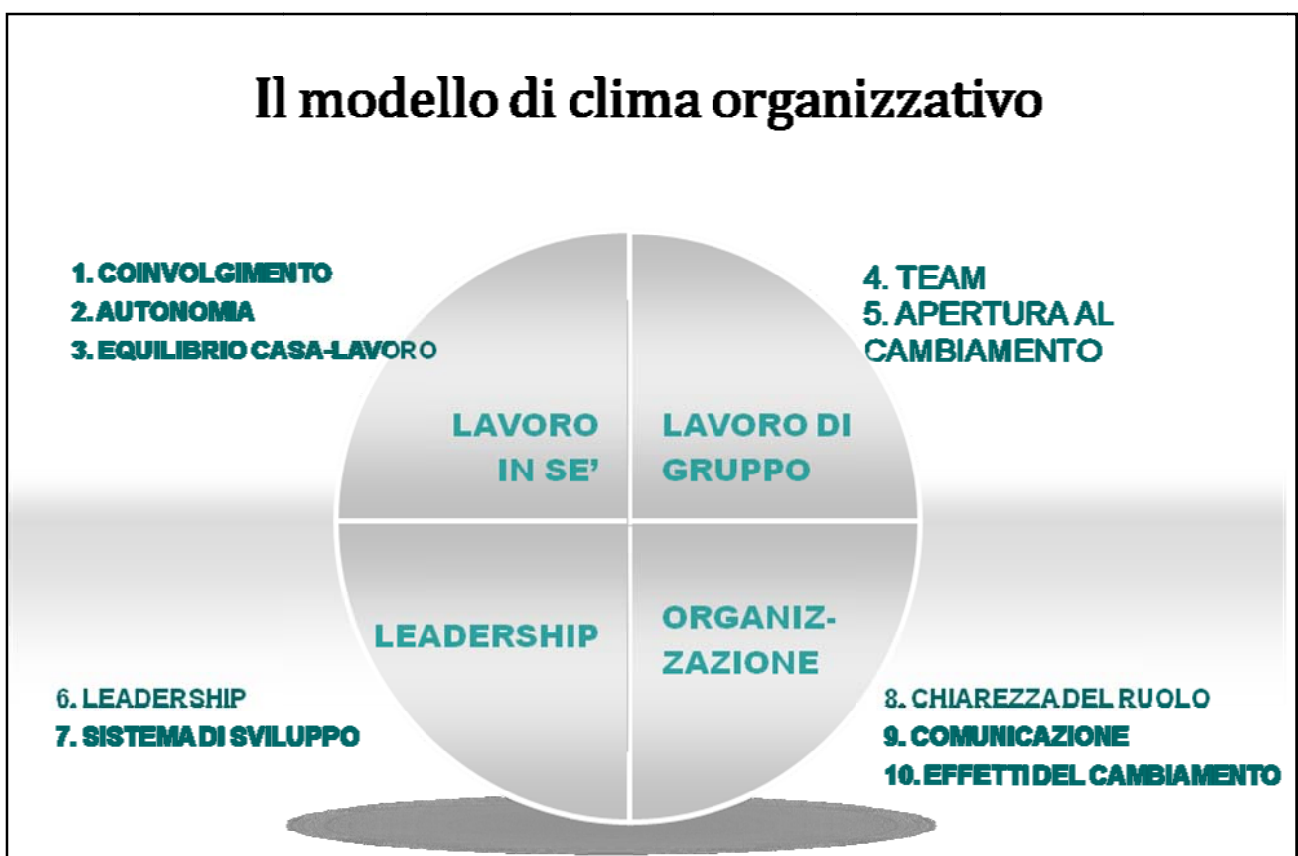 Il modello di clima organizzativo
1. COINVOLGIMENTO
2. AUTONOMIA
3. EQUILIBRIO CASA-LAVORO
4. TEAM
5. APERTURA AL
CAMBIAMENTO
LAVORO
IN SE’
LAVORO DI
GRUPPO
LEADERSHIP
ORGANIZ-
ZAZIONE
6. LEADERSHIP
7. SISTEMA DI SVILUPPO
8. CHIAREZZA DEL RUOLO
9. COMUNICAZIONE
10. EFFETTI DEL CAMBIAMENTO